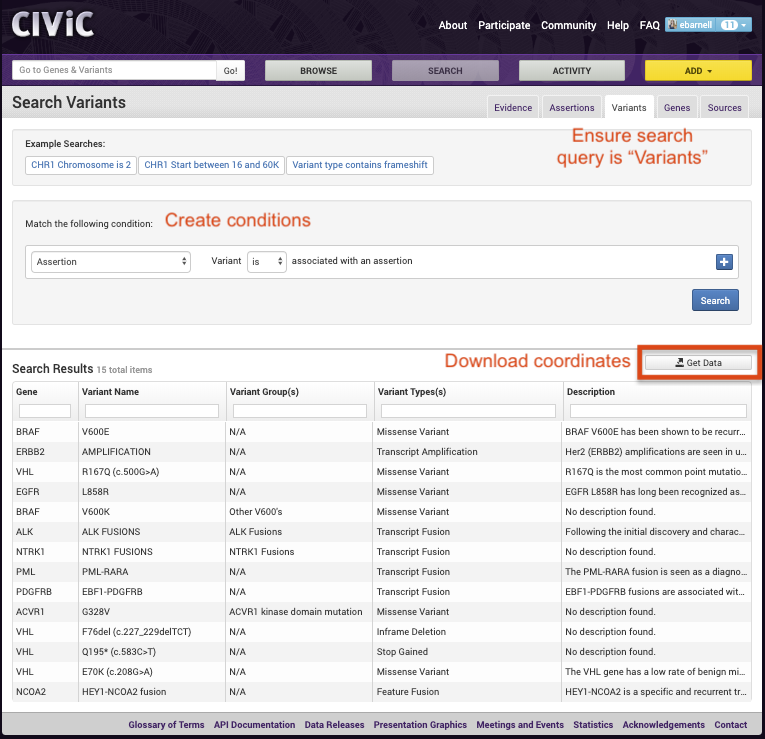 CIViC
About Participate Community Help FAQ ebarnell 11
Go to Genes & Variants Go! BROWSE SEARCH ACTIVITY ADD
Search Variants Evidence Assertions Variants Genes Sources
Example Searches:
CHR1 Chromosome is 2 CHR1 Start between 16 and 60K Variant type contains frameshift
Ensure search
query is “Variants”
Match the following condition: Create conditions
Assertion Variant is associated with an assertion +
Search
Download coordinates
Search Results 15 total items Get Data
Gene Variant Name Variant Group(s) Variant Types(s) Description
BRAF V600E N/A Missense Variant BRAF V600E has been shown to be recurr...
ERBB2 AMPLIFICATION N/A Transcript Amplification Her2 (ERBB2) amplifications are seen in u...
VHL R167Q (c.500G>A) N/A Missense Variant R167Q is the most common point mutatio...
EGFR L858R N/A Missense Variant EGFR L858R has long been recognized as...
BRAF V600K Other V600's Missense Variant No description found.
ALK ALK FUSIONS ALK Fusions Transcript Fusion Following the initial discovery and charac...
NTRK1 NTRK1 FUSIONS NTRK1 Fusions Transcript Fusion No description found.
PML PML-RARA N/A Transcript Fusion The PML-RARA fusion is seen as a diagno...
PDGFRB EBF1-PDGFRB N/A Transcript Fusion EBF1-PDGFRB fusions are associated wit...
ACVR1 G328V ACVR1 kinase domain mutation Missense Variant No description found.
VHL F76del (c.227_229delTCT) N/A Inframe Deletion No description found.
VHL Q195* (c.583C>T) N/A Stop Gained No description found.
VHL E70K (c.208G>A) N/A Missense Variant The VHL gene has a low rate of benign mi...
NCOA2 HEY1-NCOA2 fusion N/A Feature Fusion HEY1-NCOA2 is a specific and recurrent tr...
Glossary of Terms API Documentation Data Releases Presentation Graphics Meetings and Events Statistics Acknowledgements Contact